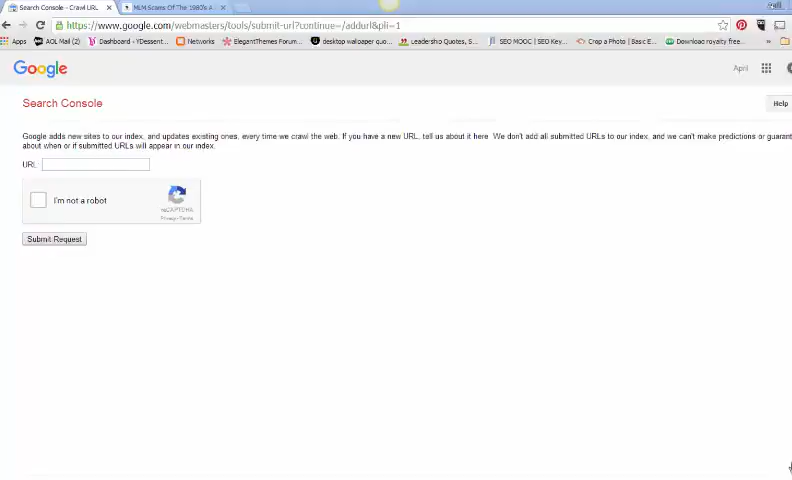 Search Console - Crawl URL
MLM Scams Of The 1980's A
https://www.google.com/webmasters/tools/submit-url?continue=/addurl&pli=1
Apps AOL Mail (2) Dashboard ‹ YDessent... Networks ElegantThemes Forum... desktop wallpaper quo... Leadership Quotes, S... SEO MOOC | SEO Key... Crop a Photo | Basic E... Download royalty free... »
Google
April
Search Console
Help
Google adds new sites to our index, and updates existing ones, every time we crawl the web. If you have a new URL, tell us about it here. We don't add all submitted URLs to our index, and we can't make predictions or guarant
about when or if submitted URLs will appear in our index.
URL
I'm not a robot
reCAPTCHA
Privacy - Terms
Submit Request